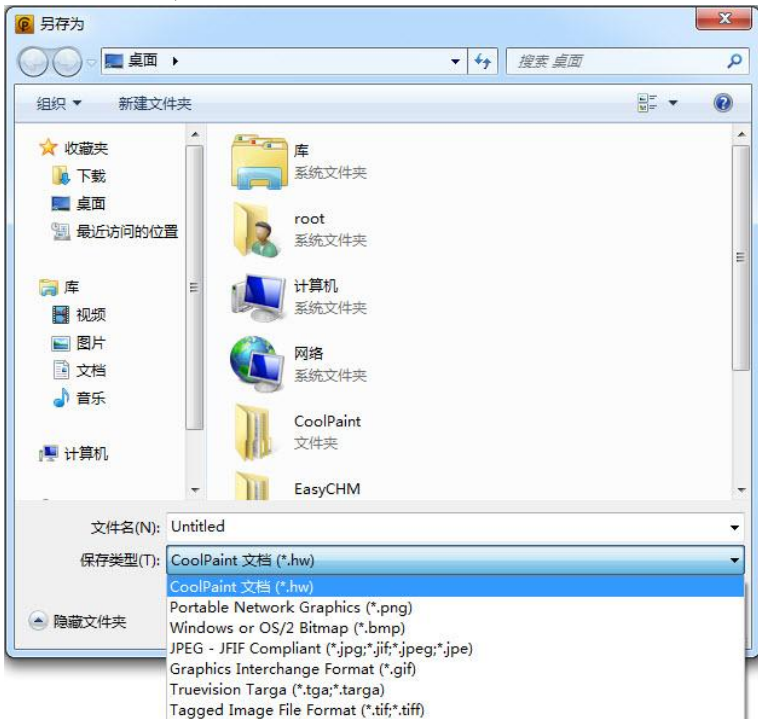 另存为
桌面
搜索 桌面
组织
新建文件夹
收藏夹
下载
桌面
最近访问的位置
库
视频
图片
文档
音乐
计算机
库
系统文件夹
root
系统文件夹
计算机
系统文件夹
网络
系统文件夹
CoolPaint
文件夹
EasyCHM
文件名(N): Untitled
保存类型(T): CoolPaint 文档 (*.hw)
CoolPaint 文档 (*.hw)
Portable Network Graphics (*.png)
Windows or OS/2 Bitmap (*.bmp)
JPEG - JFIF Compliant (*.jpg;*.jif;*.jpeg;*.jpe)
Graphics Interchange Format (*.gif)
Truevision Targa (*.tga;*.targa)
Tagged Image File Format (*.tif;*.tiff)
隐藏文件夹